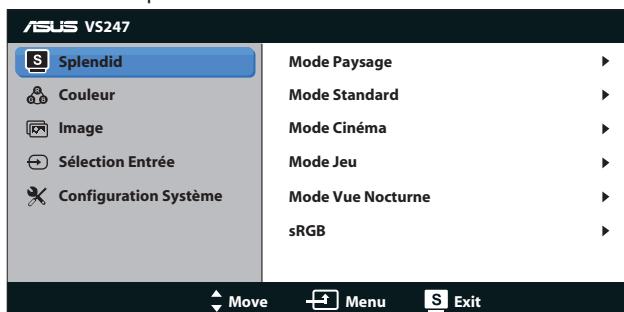 ASUS VS247
S Splendid
Couleur
Image
Sélection Entrée
Configuration Système
Mode Paysage
Mode Standard
Mode Cinéma
Mode Jeu
Mode Vue Nocturne
sRGB
Move Menu S Exit